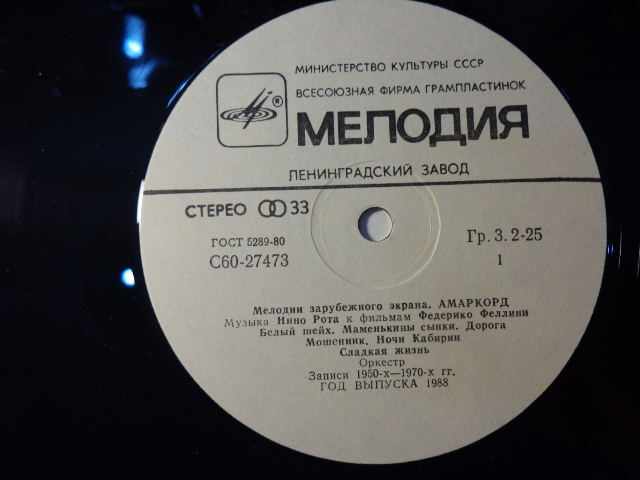 МИНИСТЕРСТВО КУЛЬТУРЫ СССР
ВСЕСОЮЗНАЯ ФИРМА ГРАМПЛАСТИНОК
®
МЕЛОДИЯ
ЛЕНИНГРАДСКИЙ ЗАВОД
СТЕРЕО 33
ГОСТ 5289-80
Гр. 3. 2-25
С60-27473
1
Мелодии зарубежного экрана. АМАРКОРД
Музыка Нино Рота к фильмам Федерико Феллини
Белый шейх. Маменькины сынки. Дорога
Мошенник. Ночи Кабирии
Сладкая жизнь
Оркестр
Записи 1950-х—1970-х гг.
ГОД ВЫПУСКА 1988